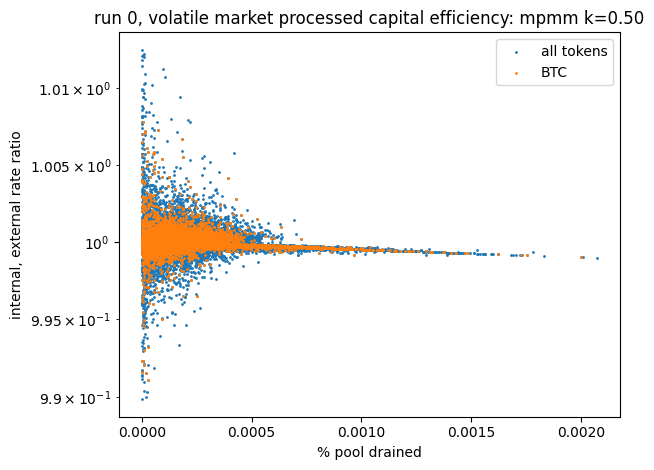 run 0, volatile market processed capital efficiency: mpmm k=0.50
all tokens
BTC
1.01 × 10⁰
1.005 × 10⁰
10⁰
9.95 × 10⁻¹
9.9 × 10⁻¹
internal, external rate ratio
0.0000 0.0005 0.0010 0.0015 0.0020
% pool drained